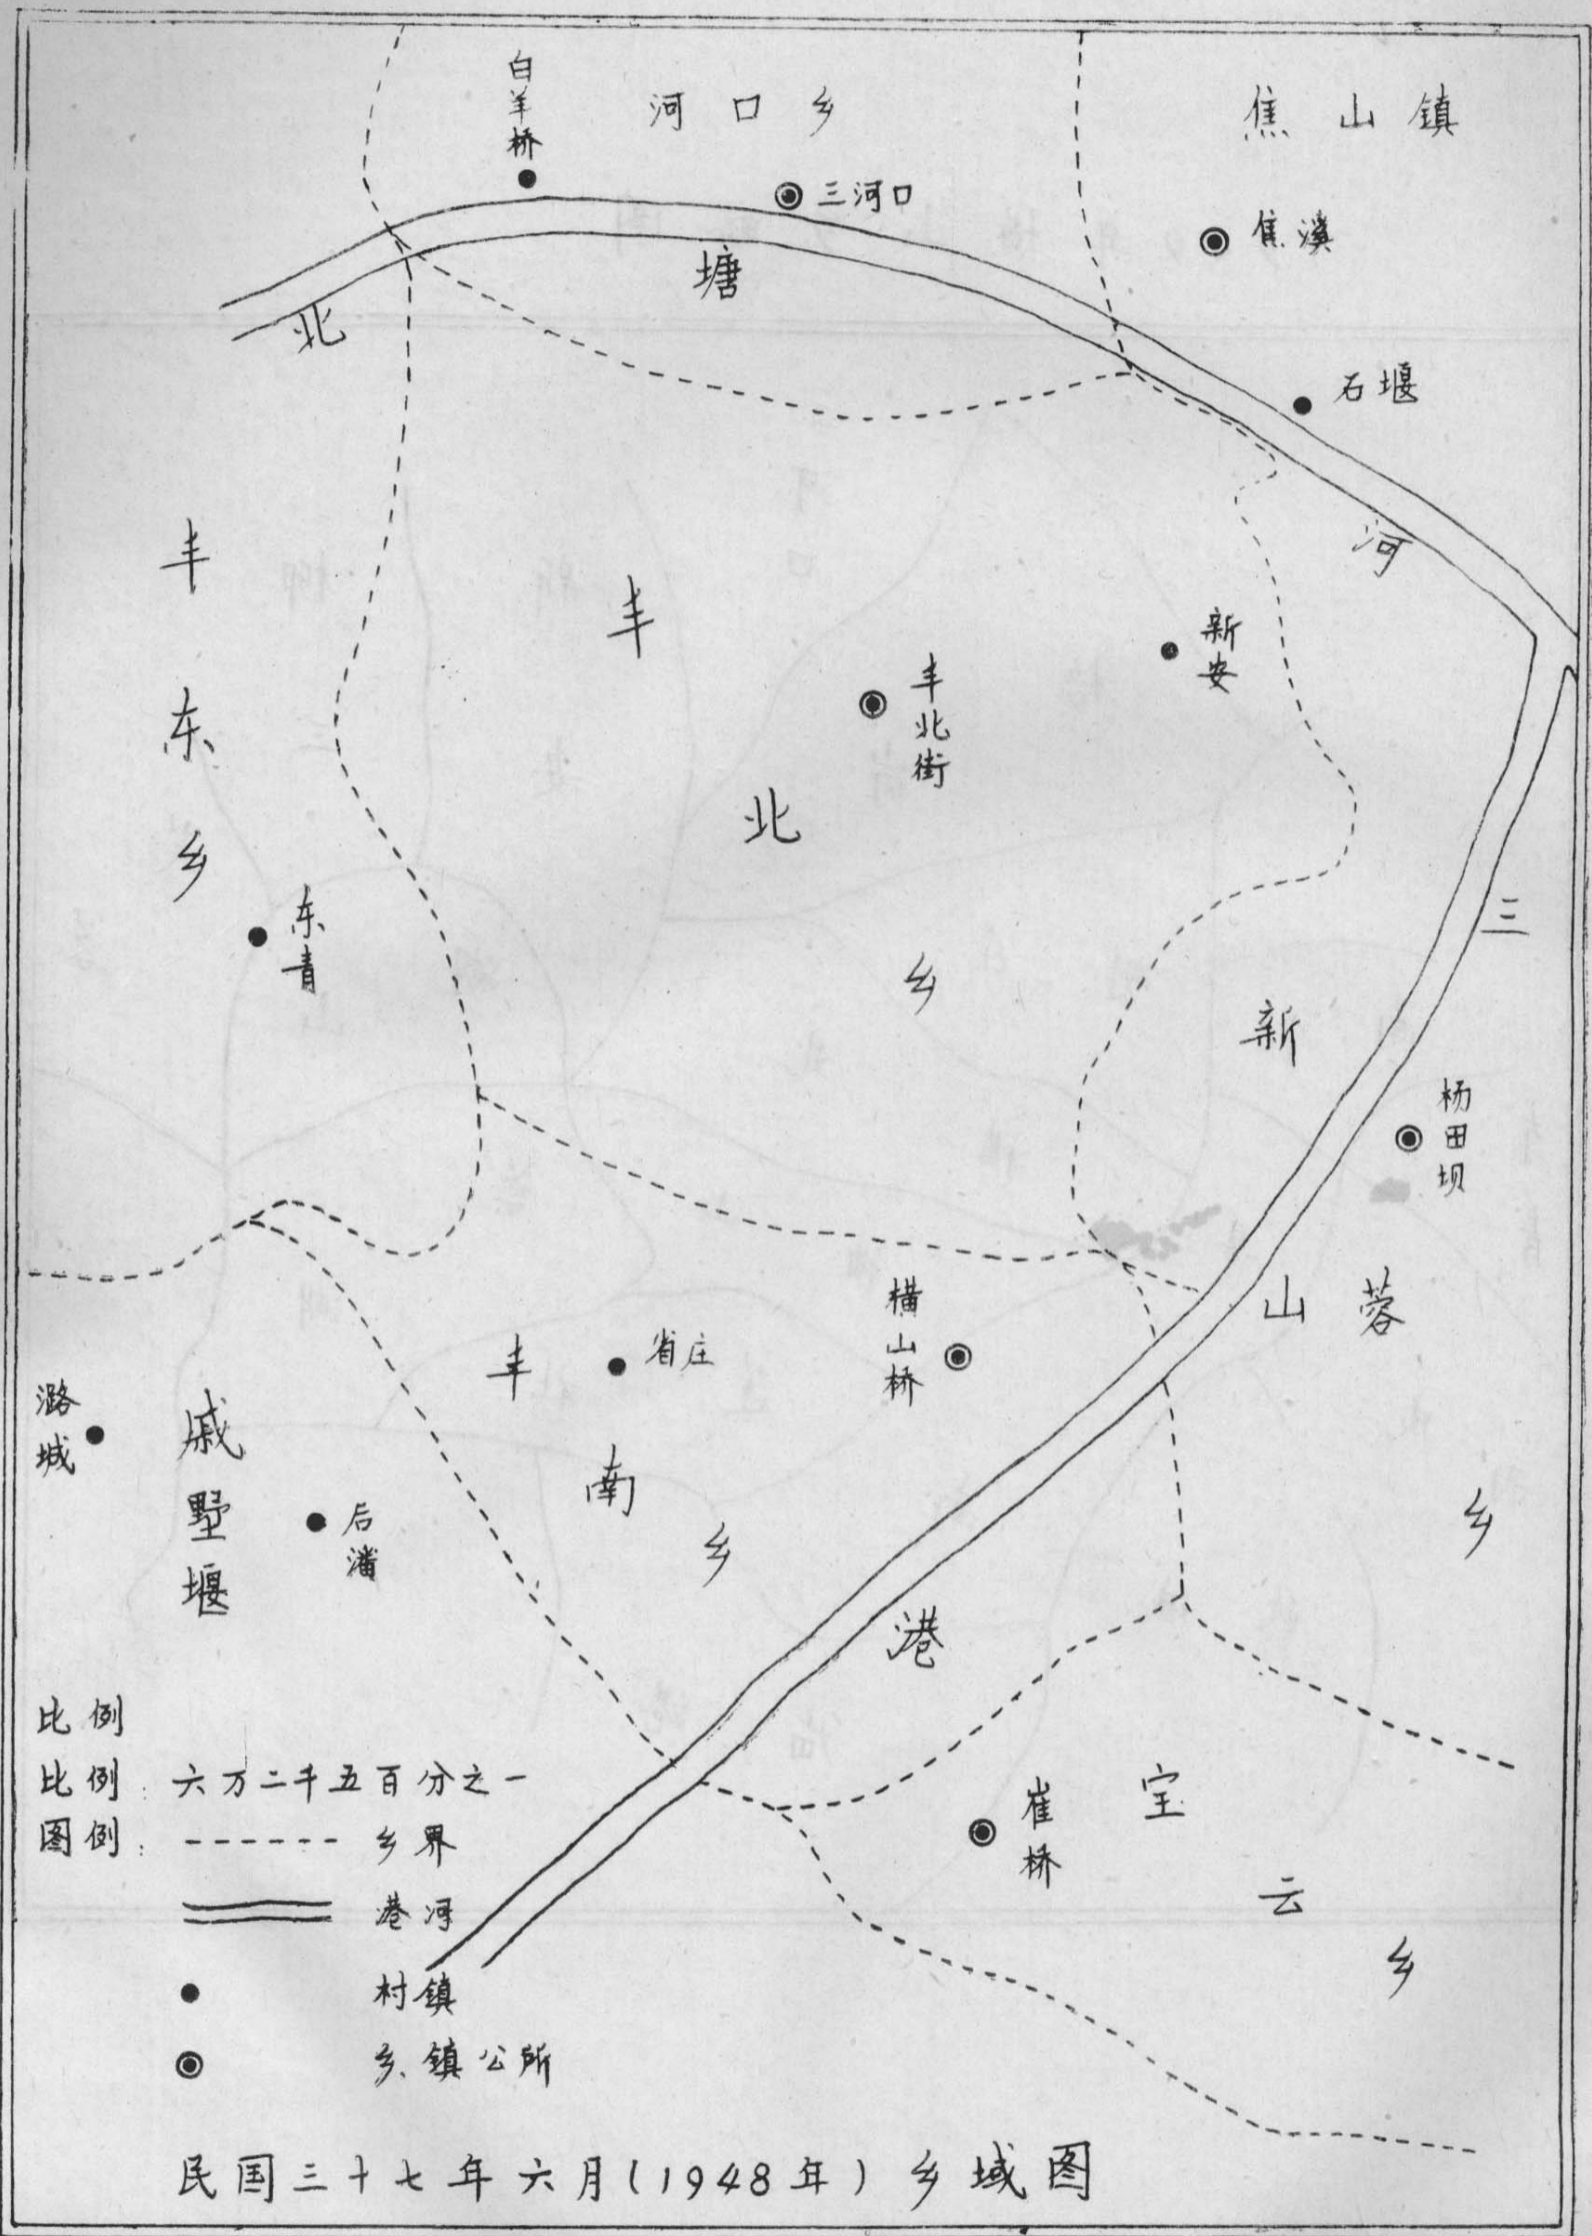 白羊桥
河口乡
焦山镇
三河口
焦溪
北塘河
石堰
丰东乡
丰北乡
丰北街
新安
东青
三山港
新蓉乡
杨田坝
横山桥
省庄
丰南乡
潞城
戚墅堰
后潘
崔桥
宝云乡
比例
比例：六万二千五百分之一
图例：
乡界
港河
村镇
乡、镇公所
民国三十七年六月(1948年)乡域图